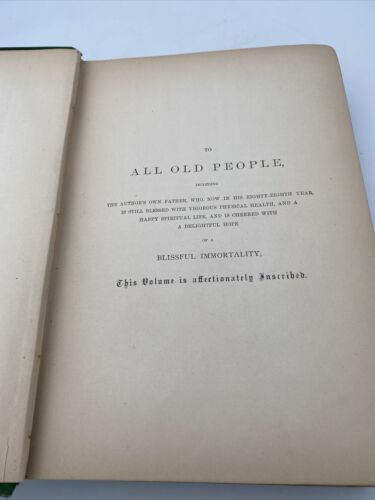 TO
ALL OLD PEOPLE,
INCLUDING
THE AUTHOR'S OWN FATHER, WHO, NOW IN HIS EIGHTY-EIGHTH YEAR,
IS STILL BLESSED WITH VIGOROUS PHYSICAL HEALTH, AND A
HAPPY SPIRITUAL LIFE, AND IS CHEERED WITH
A DELIGHTFUL HOPE
OF A
BLISSFUL IMMORTALITY,
This Volume is affectionately Inscribed.